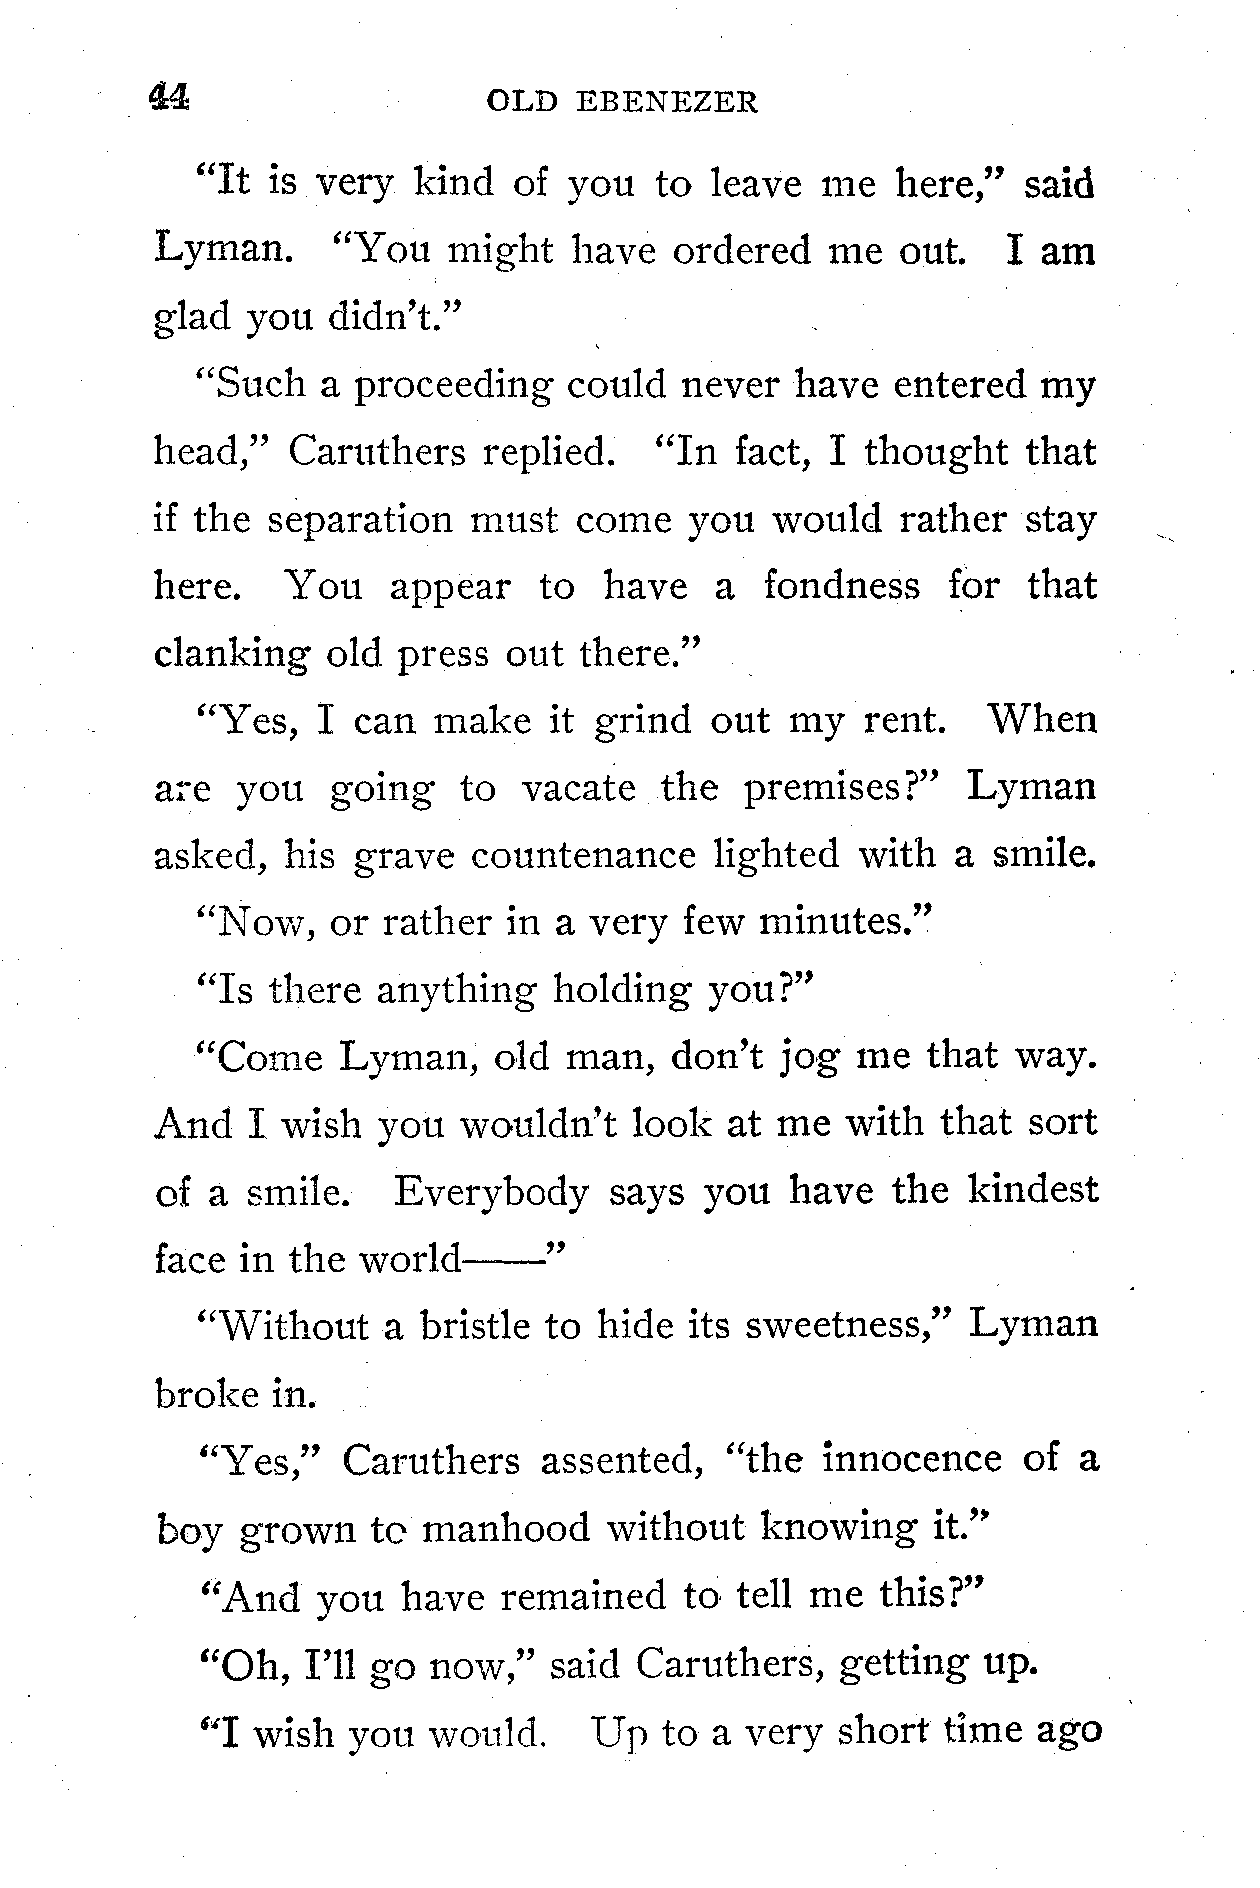 44 OLD EBENEZER
“It is very kind of you to leave me here,” said
Lyman. “You might have ordered me out. I am
glad you didn’t.”
“Such a proceeding could never have entered my
head,” Caruthers replied. “In fact, I thought that
if the separation must come you would rather stay
here. You appear to have a fondness for that
clanking old press out there.”
“Yes, I can make it grind out my rent. When
are you going to vacate the premises?” Lyman
asked, his grave countenance lighted with a smile.
“Now, or rather in a very few minutes.”
“Is there anything holding you?”
“Come Lyman, old man, don’t jog me that way.
And I wish you wouldn’t look at me with that sort
of a smile. Everybody says you have the kindest
face in the world——”
“Without a bristle to hide its sweetness,” Lyman
broke in.
“Yes,” Caruthers assented, “the innocence of a
boy grown to manhood without knowing it.”
“And you have remained to tell me this?”
“Oh, I’ll go now,” said Caruthers, getting up.
“I wish you would. Up to a very short time ago